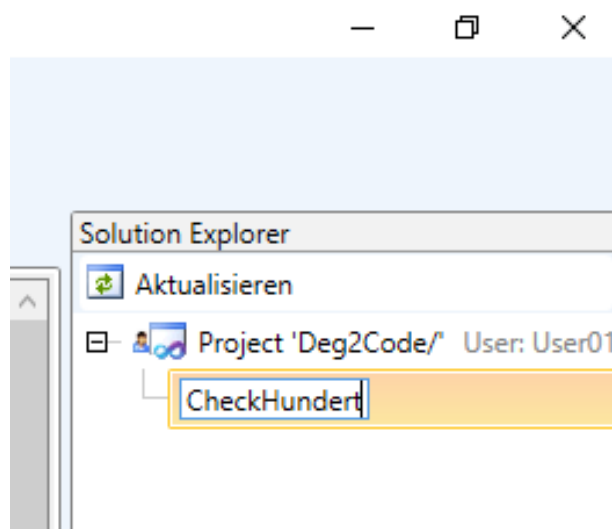 Solution Explorer
Aktualisieren
Project 'Deg2Code/' User: User01
CheckHundert